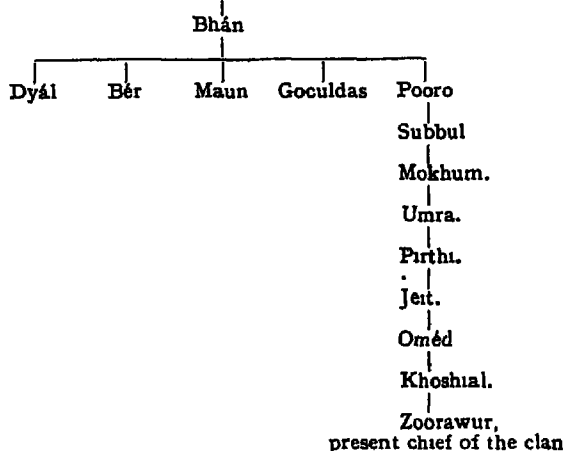 Bhán
Dyál Bér Maun Goculdas Pooro
Subbul
Mokhum.
Umra.
Pirthi.
Jeit.
Oméd
Khoshial.
Zoorawur,
present chief of the clan